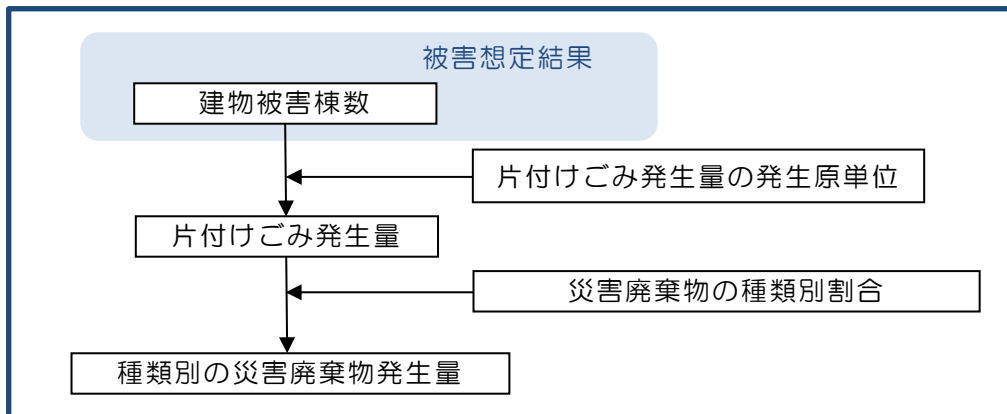 被害想定結果
建物被害棟数
片付けごみ発生量の発生原単位
片付けごみ発生量
災害廃棄物の種類別割合
種類別の災害廃棄物発生量